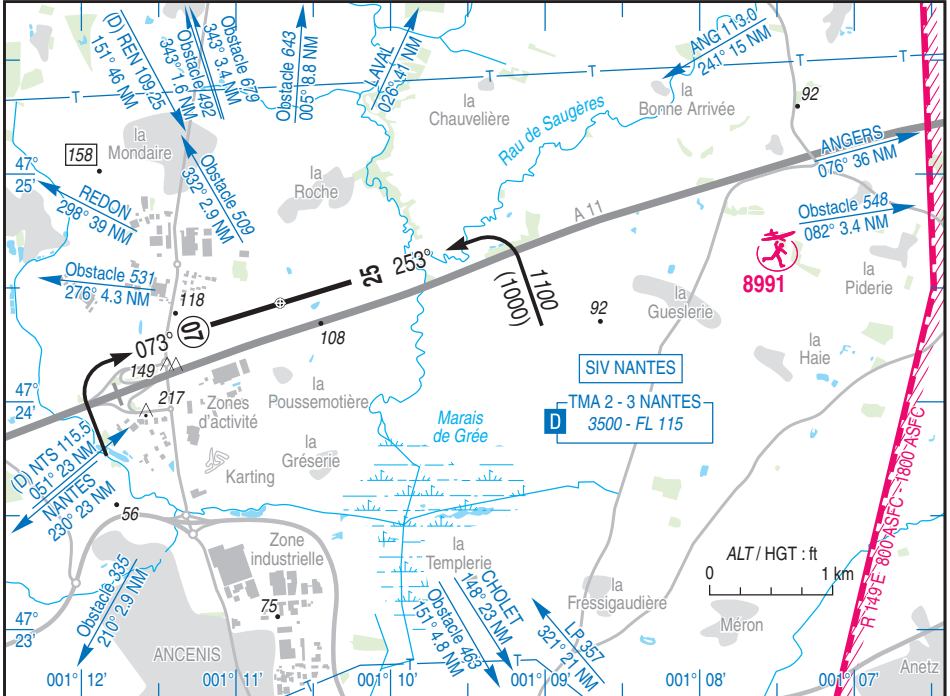 (D) REN 109.25
151° 46 NM
Obstacle 492
343° 1.6 NM
Obstacle 679
343° 3.4 NM
Obstacle 643
005° 8.8 NM
LAVAL
026° 41 NM
ANG 113.0
241° 15 NM
T
T
T
T
T
la
Mondaire
158
la
Chauvelière
la
Bonne Arrivée
92
Rau de Saugères
47°
25'
REDON
298° 39 NM
Obstacle 509
332° 2.9 NM
la
Roche
A 11
ANGERS
076° 36 NM
Obstacle 548
082° 3.4 NM
Obstacle 531
276° 4.3 NM
25
253°
8991
la
Piderie
118
07
073°
108
1100
(1000)
92
la
Gueslerie
la
Haie
149
217
47°
24'
Zones
d'activité
la
Poussemotière
SIV NANTES
D
TMA 2 - 3 NANTES
3500 - FL 115
Marais
de Grée
(D) NTS 115.5
051° 23 NM
NANTES
230° 23 NM
la
Gréserie
Karting
56
Zone
industrielle
75
la
Templerie
ALT / HGT : ft
0
1 km
R 149 E 800 ASFC - 1800 ASFC
Obstacle 335
210° 2.9 NM
CHOLET
148° 23 NM
Obstacle 463
151° 4.8 NM
LP 357
321° 21 NM
la
Fressigaudière
Méron
47°
23'
ANCENIS
Anetz
T
T
001° 12'
001° 11'
001° 10'
001° 09'
001° 08'
001° 07'